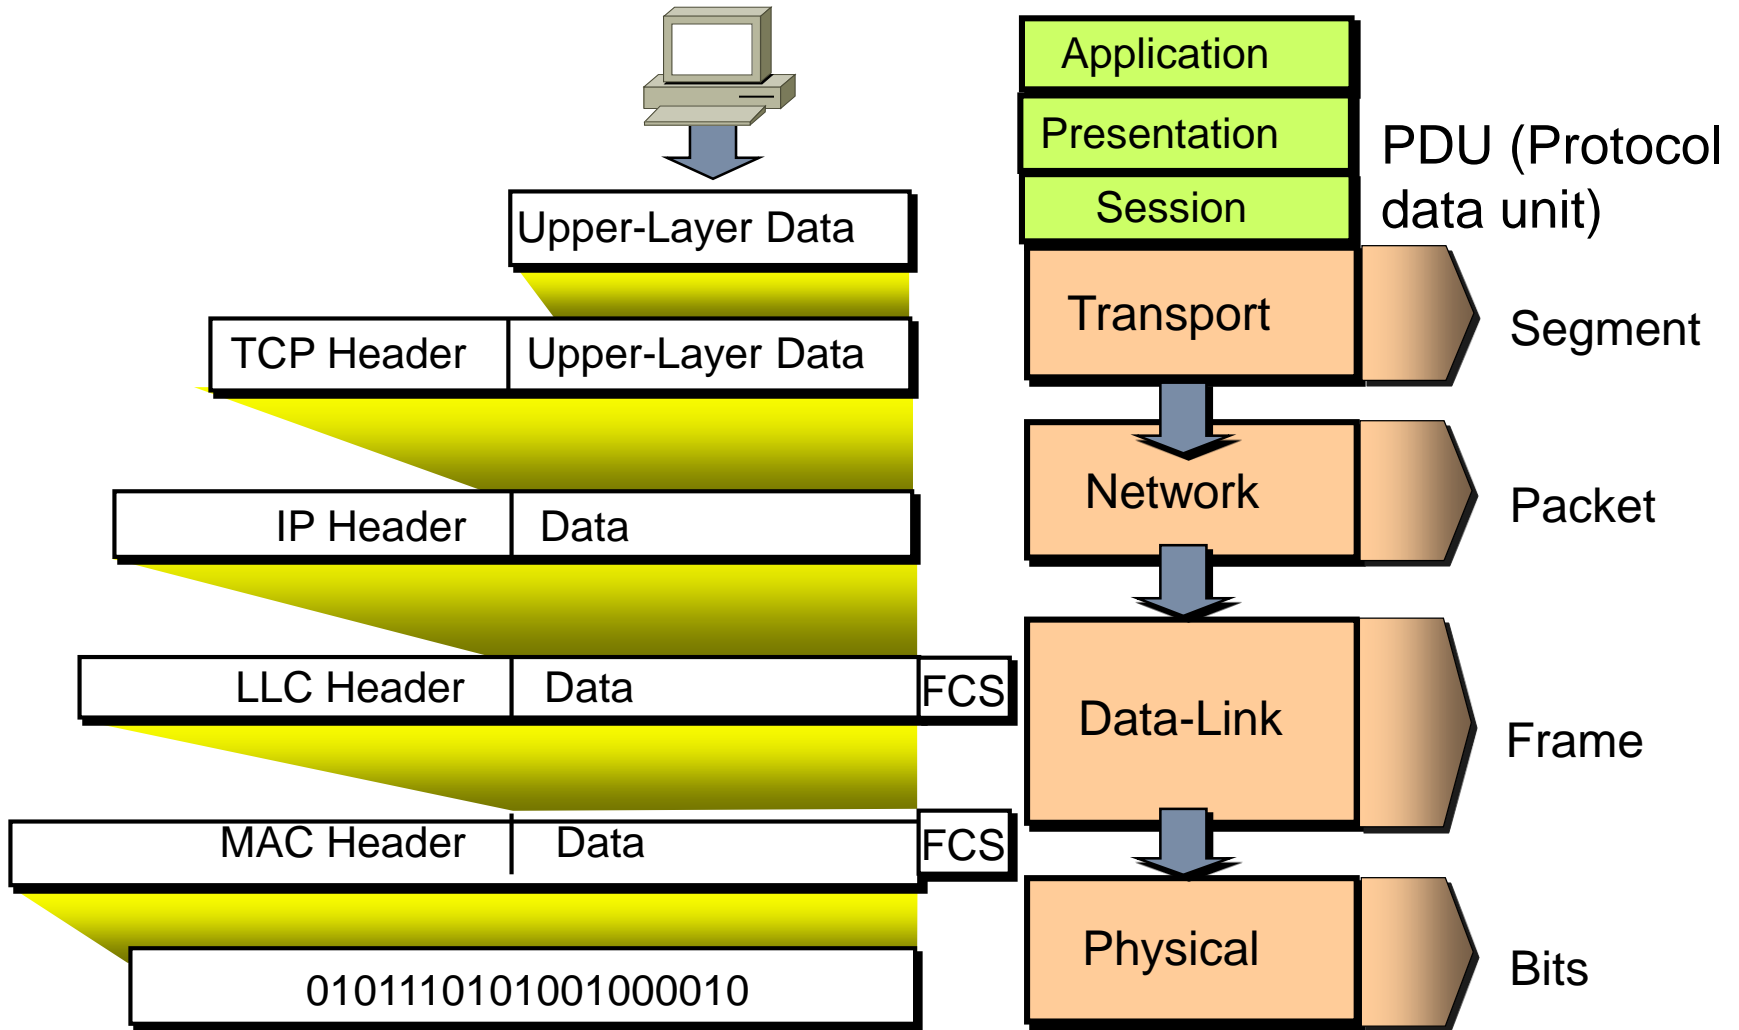 Application
Presentation
Session
PDU (Protocol
data unit)
Upper-Layer Data
TCP Header Upper-Layer Data
Transport
Segment
IP Header Data
Network
Packet
LLC Header Data FCS
Data-Link
Frame
MAC Header Data FCS
0101110101001000010
Physical
Bits